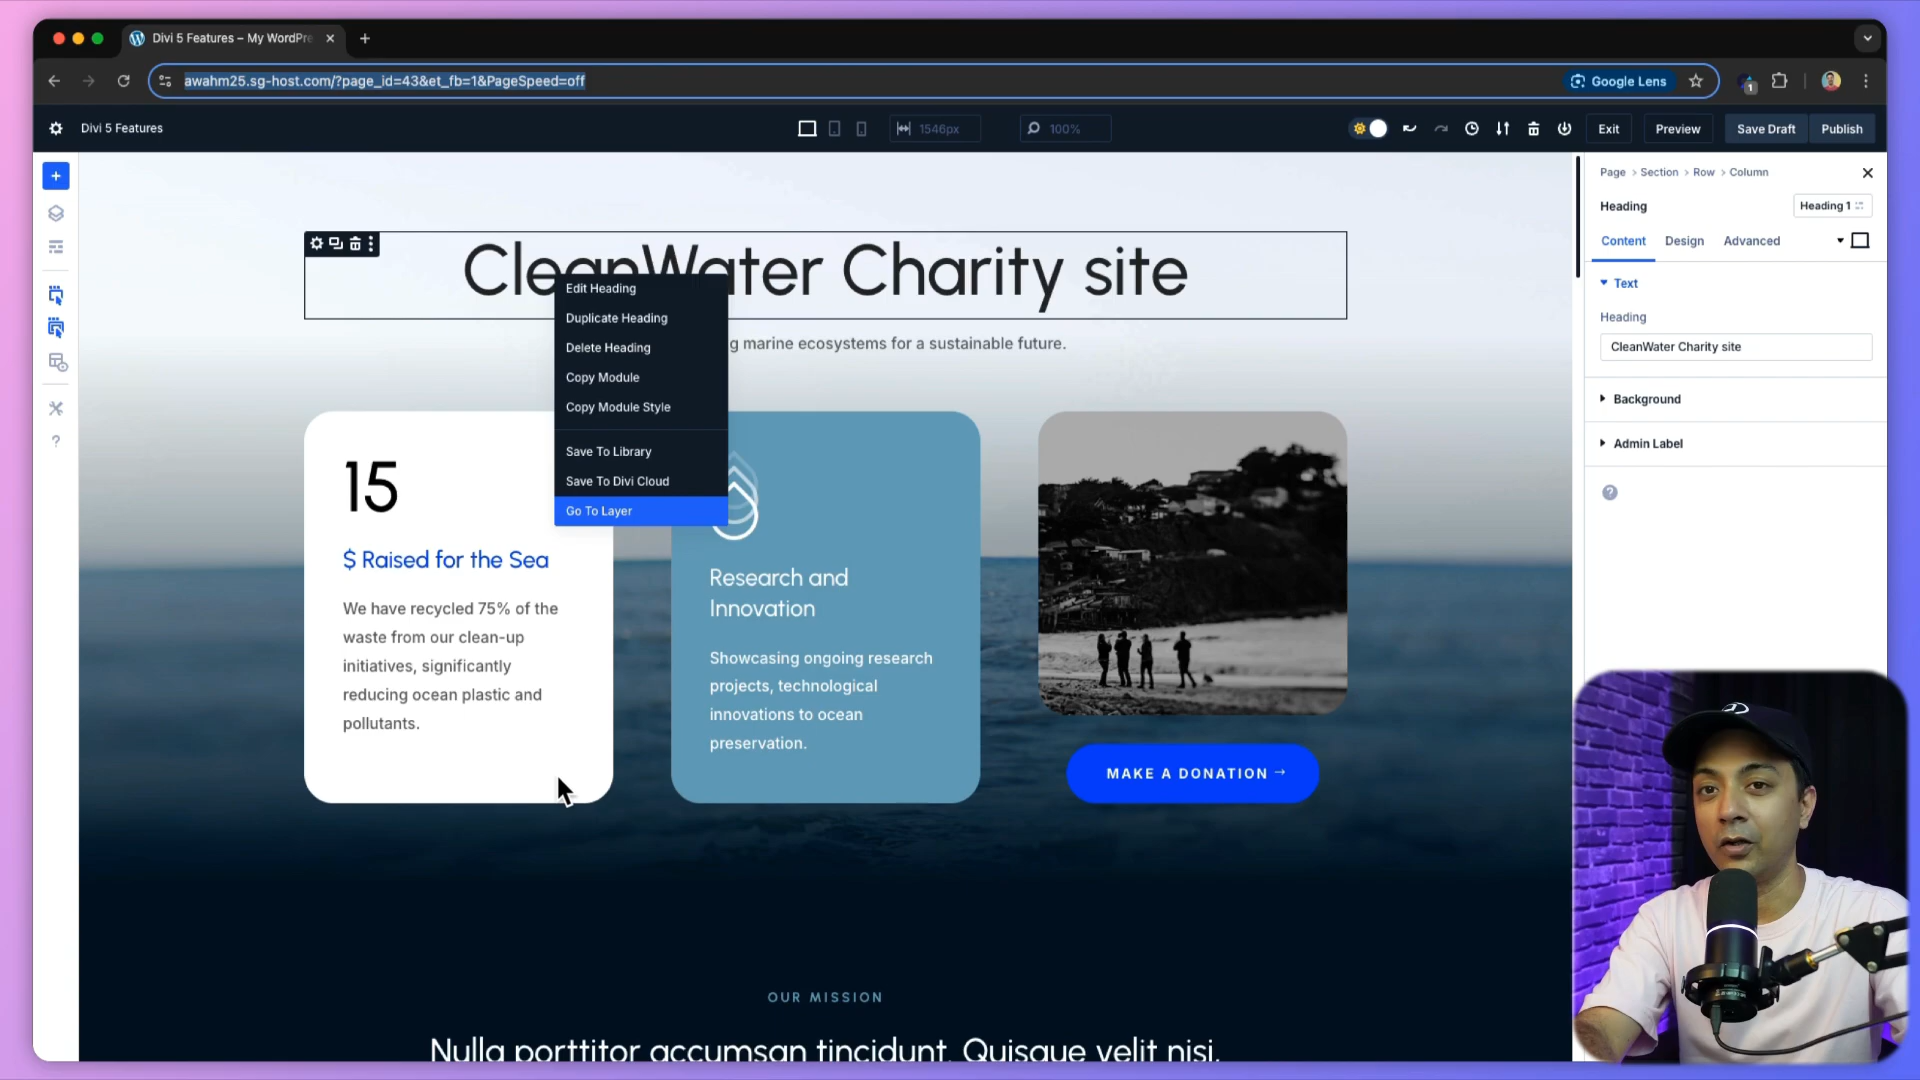 Divi 5 Features – My WordPre
awahm25.sg-host.com/?page_id=43&et_fb=1&PageSpeed=off
Google Lens
1
Divi 5 Features
1546px
100%
Exit
Preview
Save Draft
Publish
Page > Section > Row > Column
Heading
Heading 1
Content
Design
Advanced
Text
Heading
CleanWater Charity site
Background
Admin Label
?
?
CleanWater Charity site
g marine ecosystems for a sustainable future.
Edit Heading
Duplicate Heading
Delete Heading
Copy Module
Copy Module Style
Save To Library
Save To Divi Cloud
Go To Layer
15
$ Raised for the Sea
We have recycled 75% of the
waste from our clean-up
initiatives, significantly
reducing ocean plastic and
pollutants.
Research and
Innovation
Showcasing ongoing research
projects, technological
innovations to ocean
preservation.
MAKE A DONATION →
OUR MISSION
Nulla porttitor accumsan tincidunt. Quisque velit nisi,